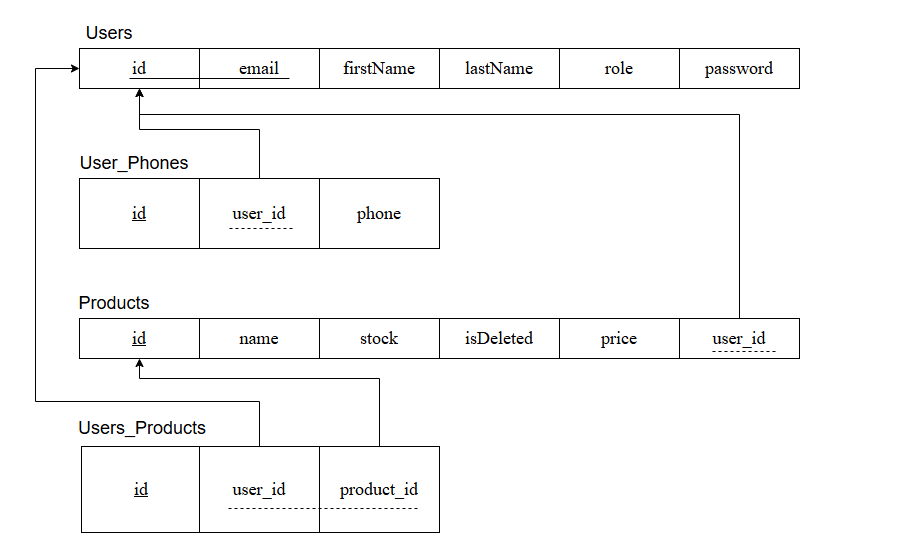 Users
id email firstName lastName role password
User_Phones
id user_id phone
Products
id name stock isDeleted price user_id
Users_Products
id user_id product_id